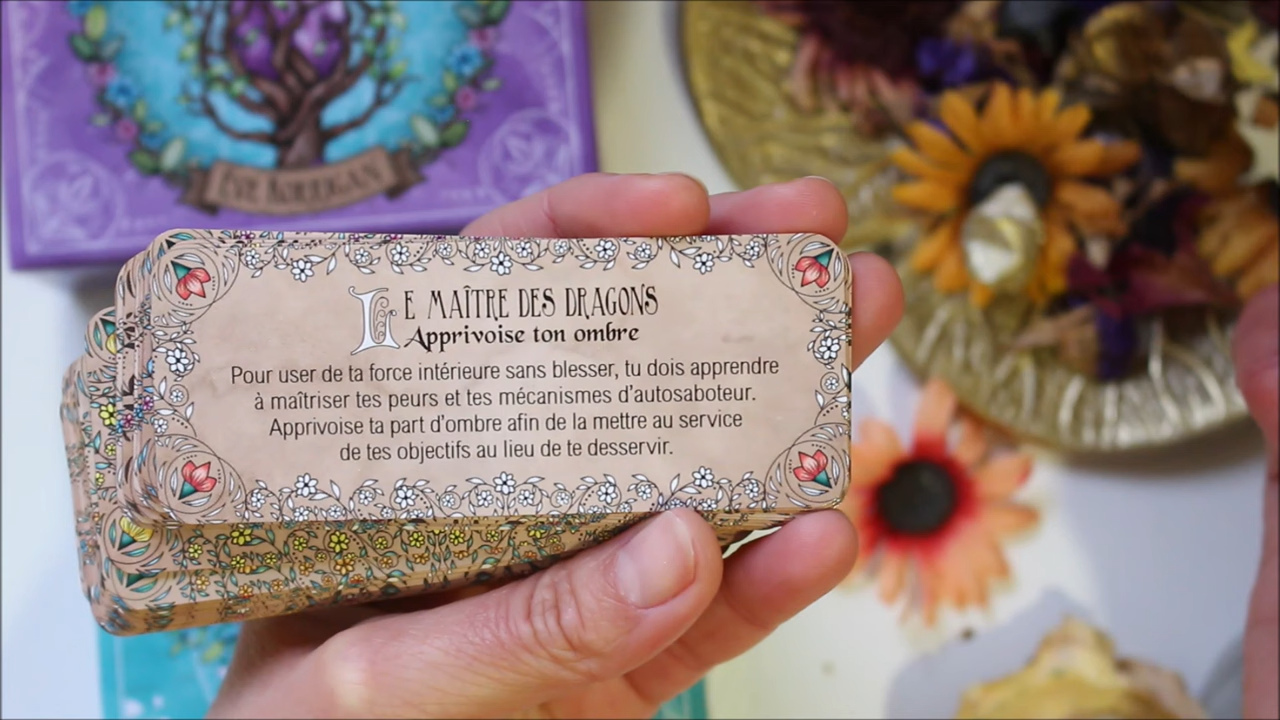 Eve Korrigan
LE MAÎTRE DES DRAGONS
Apprivoise ton ombre
Pour user de ta force intérieure sans blesser, tu dois apprendre
à maîtriser tes peurs et tes mécanismes d'autosaboteur.
Apprivoise ta part d'ombre afin de la mettre au service
de tes objectifs au lieu de te desservir.